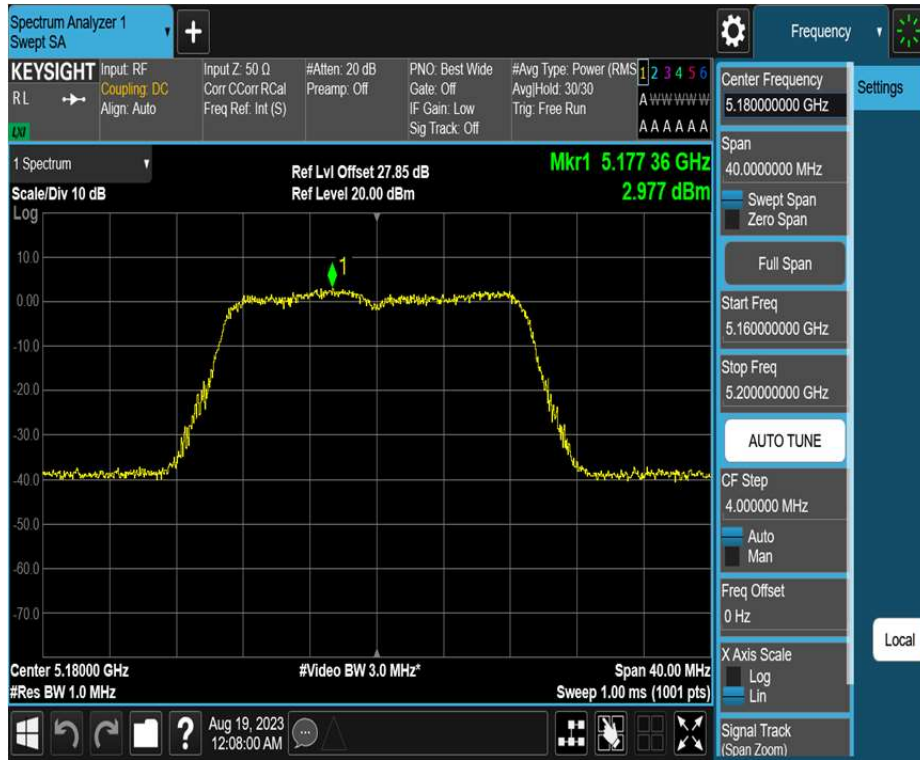 Spectrum Analyzer 1
Swept SA
+
Frequency
KEYSIGHT
RL
LXI
Input: RF
Coupling: DC
Align: Auto
Input Z: 50 Ω
Corr CCorr RCal
Freq Ref: Int (S)
#Atten: 20 dB
Preamp: Off
PNO: Best Wide
Gate: Off
IF Gain: Low
Sig Track: Off
#Avg Type: Power (RMS
Avg|Hold: 30/30
Trig: Free Run
1 2 3 4 5 6
A W W W W W
A A A A A A
1 Spectrum
Scale/Div 10 dB
Log
Ref Lvl Offset 27.85 dB
Ref Level 20.00 dBm
Mkr1 5.177 36 GHz
2.977 dBm
1
10.0
0.00
-10.0
-20.0
-30.0
-40.0
-50.0
-60.0
-70.0
Center 5.18000 GHz
#Res BW 1.0 MHz
#Video BW 3.0 MHz*
Span 40.00 MHz
Sweep 1.00 ms (1001 pts)
?
Aug 19, 2023
12:08:00 AM
Center Frequency
5.18000000 GHz
Settings
Span
40.0000000 MHz
Swept Span
Zero Span
Full Span
Start Freq
5.160000000 GHz
Stop Freq
5.200000000 GHz
AUTO TUNE
CF Step
4.000000 MHz
Auto
Man
Freq Offset
0 Hz
Local
X Axis Scale
Log
Lin
Signal Track
(Span Zoom)